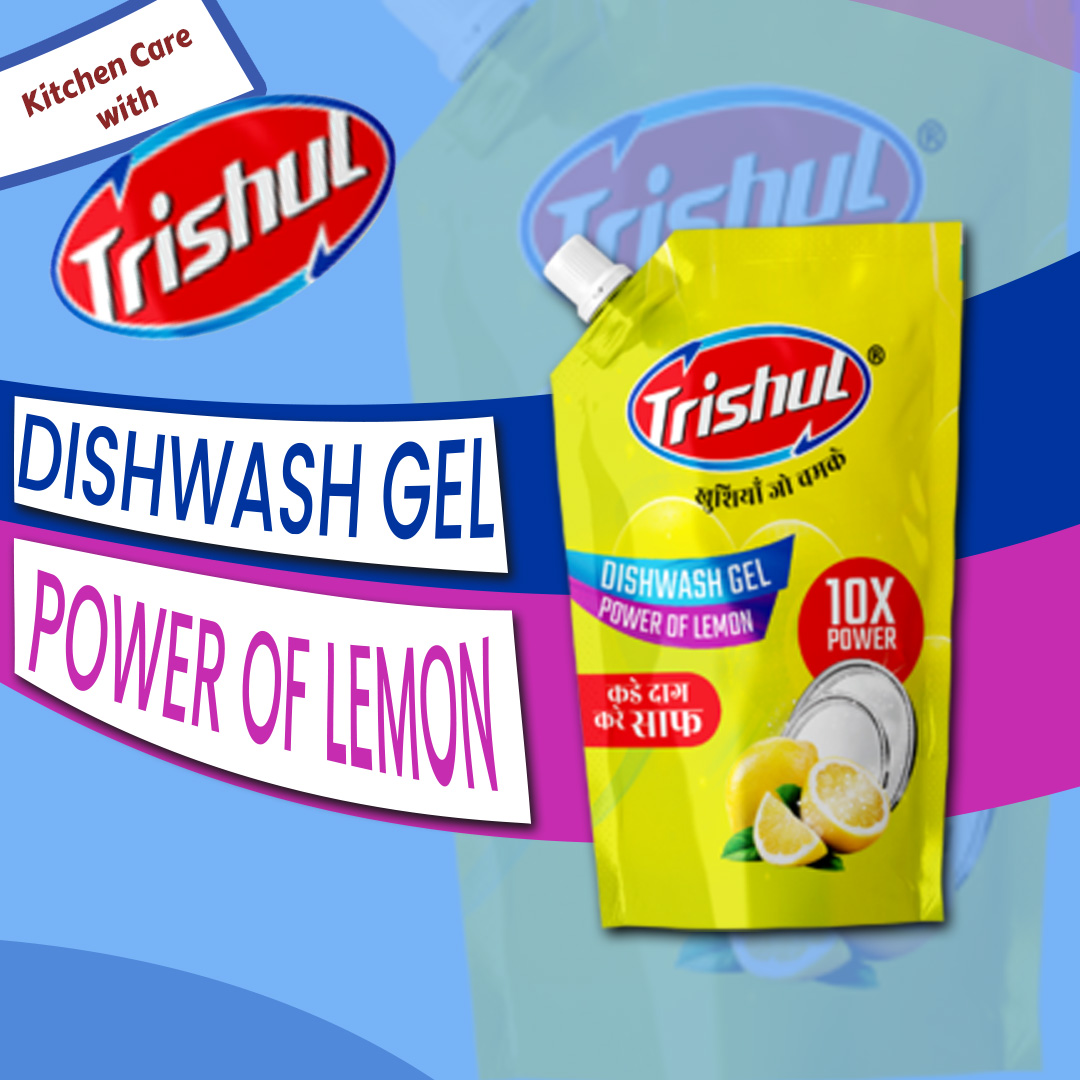 Kitchen Care
with
Trishul
DISHWASH GEL
POWER OF LEMON
Trishul®
Trishul®
खुशियाँ जो चमके
DISHWASH GEL
POWER OF LEMON
10X
POWER
कड़े दाग
करे साफ